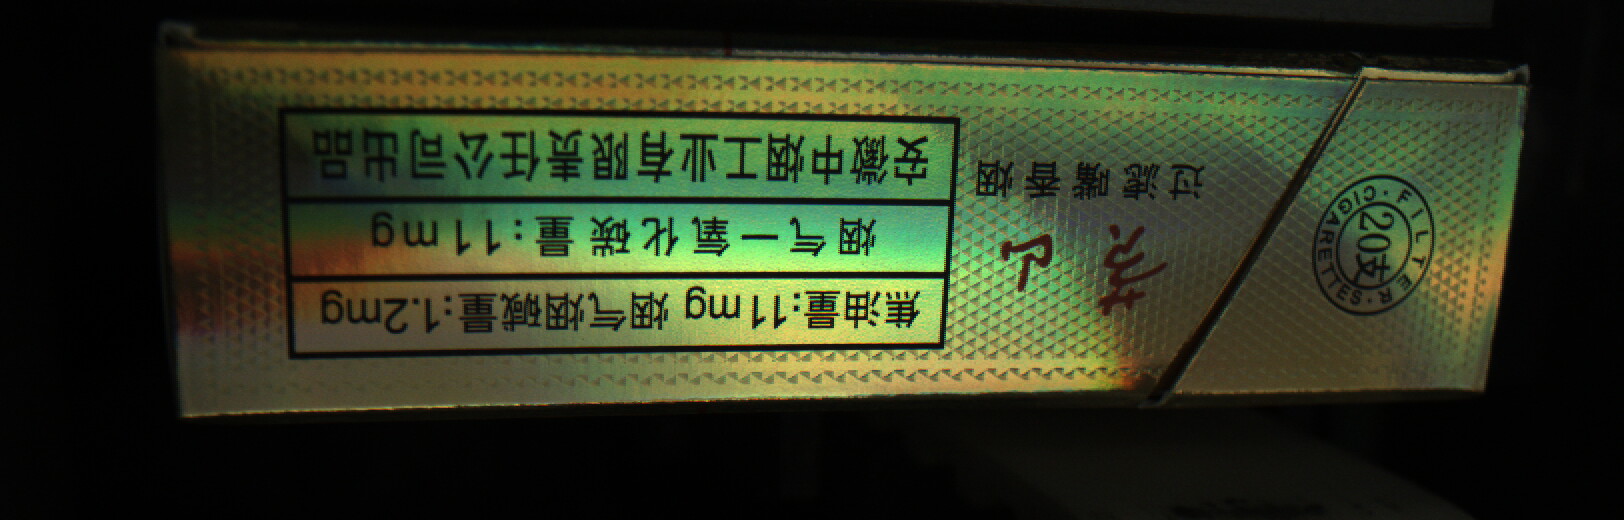 FILTER·CIGARETTES·
20支
黄山
过滤嘴香烟
焦油量:11mg 烟气烟碱量:1.2mg
烟气一氧化碳量:11mg
安徽中烟工业有限责任公司出品